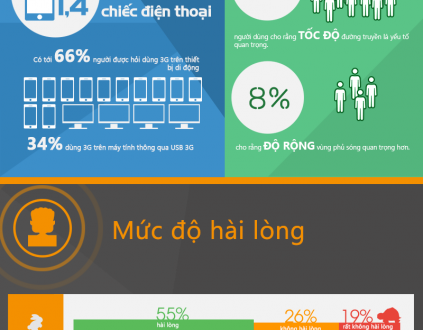 1,4
chiếc điện thoại
Có tới 66% người được hỏi dùng 3G trên thiết
bị di động
34% dùng 3G trên máy tính thông qua USB 3G
người dùng cho rằng TỐC ĐỘ đường truyền là yếu tố
quan trọng.
8%
cho rằng ĐỘ RỘNG vùng phủ sóng quan trọng hơn.
Mức độ hài lòng
55%
hài lòng
26%
không hài lòng
19%
rất không hài lòng